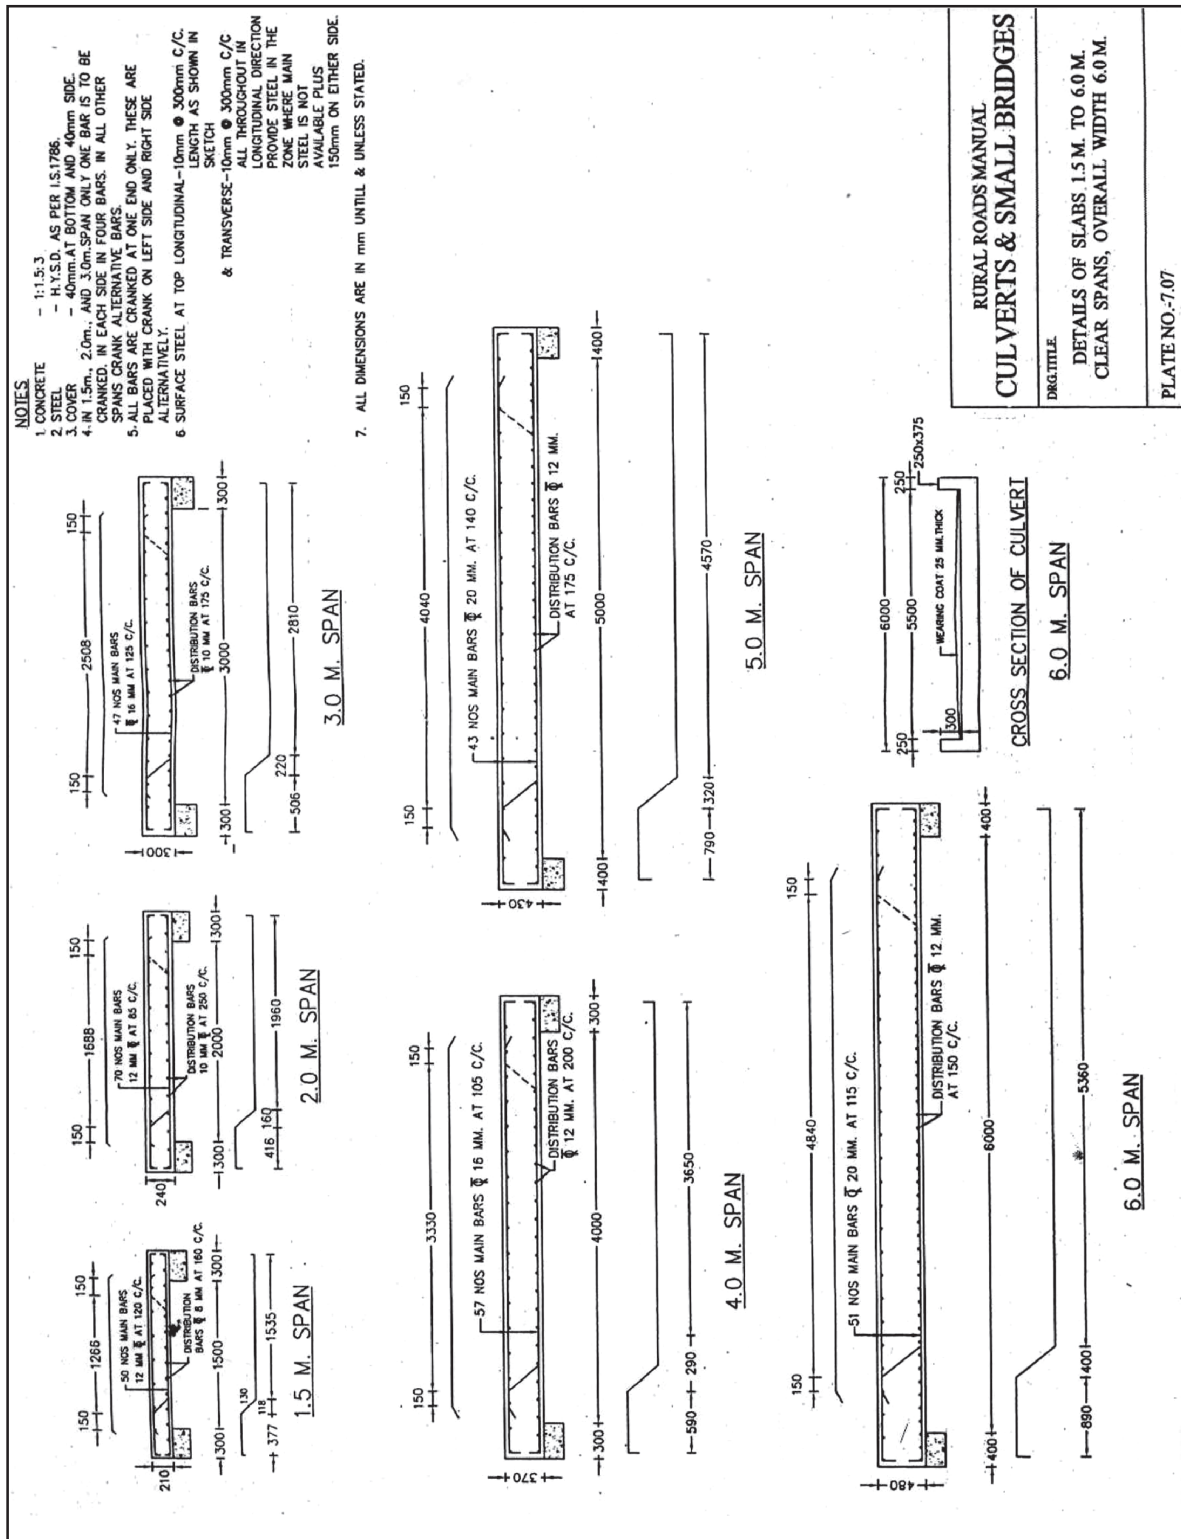 NOTES
1. CONCRETE - 1:1.5:3
2. STEEL - H.Y.S.D. AS PER I.S.1786.
3. COVER - 40mm.AT BOTTOM AND 40mm SIDE.
4. IN 1.5m., 2.0m., AND 3.0m.SPAN ONLY ONE BAR IS TO BE
CRANKED. IN EACH SIDE IN FOUR BARS. IN ALL OTHER
SPANS CRANK ALTERNATIVE BARS.
5. ALL BARS ARE CRANKED AT ONE END ONLY. THESE ARE
PLACED WITH CRANK ON LEFT SIDE AND RIGHT SIDE
ALTERNATIVELY.
6 SURFACE STEEL AT TOP LONGITUDINAL-10mm @ 300mm C/C.
LENGTH AS SHOWN IN
SKETCH
& TRANSVERSE-10mm @ 300mm C/C
ALL THROUGHOUT IN
LONGITUDINAL DIRECTION
PROVIDE STEEL IN THE
ZONE WHERE MAIN
STEEL IS NOT
AVAILABLE PLUS
150mm ON EITHER SIDE.
7. ALL DIMENSIONS ARE IN mm UNTILL & UNLESS STATED.
150 1266 150
50 NOS MAIN BARS
12 MM Φ AT 120 C/C.
210
DISTRIBUTION
BARS Φ 8 MM AT 160 C/C.
300 1500 300
130
118
377 1535
1.5 M. SPAN
150 1688 150
70 NOS MAIN BARS
12 MM Φ AT 85 C/C.
240
DISTRIBUTION BARS
10 MM Φ AT 250 C/C.
300 2000 300
416 160 1960
2.0 M. SPAN
150 2508 150
47 NOS MAIN BARS
Φ 16 MM AT 125 C/C.
300
DISTRIBUTION BARS
Φ 10 MM AT 175 C/C.
300 3000 300
506 220 2810
3.0 M. SPAN
150 3330 150
57 NOS MAIN BARS Φ 16 MM. AT 105 C/C.
370
DISTRIBUTION BARS
Φ 12 MM. AT 200 C/C.
300 4000 300
590 290 3650
4.0 M. SPAN
150 4040 150
43 NOS MAIN BARS Φ 20 MM. AT 140 C/C.
430
DISTRIBUTION BARS Φ 12 MM.
AT 175 C/C.
400 5000 400
790 320 4570
5.0 M. SPAN
150 4840 150
51 NOS MAIN BARS Φ 20 MM. AT 115 C/C.
480
DISTRIBUTION BARS Φ 12 MM.
AT 150 C/C.
400 6000 400
890 400 5360
6.0 M. SPAN
6000
250 5500 250
250x375
300
WEARING COAT 25 MM.THICK
CROSS SECTION OF CULVERT
6.0 M. SPAN
RURAL ROADS MANUAL
CULVERTS & SMALL BRIDGES
DRG.TITLE
DETAILS OF SLABS 1.5 M. TO 6.0 M.
CLEAR SPANS, OVERALL WIDTH 6.0 M.
PLATE NO.-7.07